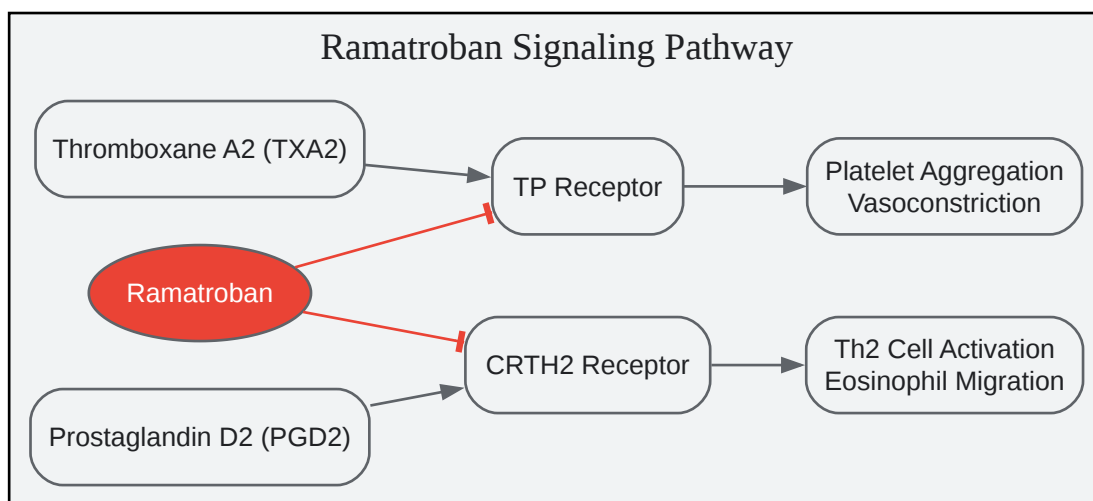 Ramatroban Signaling Pathway
Thromboxane A2 (TXA2)
TP Receptor
Platelet Aggregation
Vasoconstriction
Ramatroban
CRTH2 Receptor
Th2 Cell Activation
Eosinophil Migration
Prostaglandin D2 (PGD2)